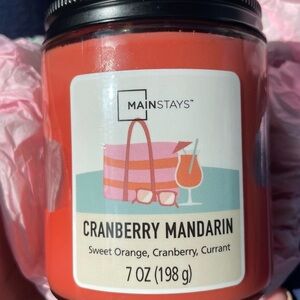 MAINSTAYS™
CRANBERRY MANDARIN
Sweet Orange, Cranberry, Currant
7 OZ (198 g)